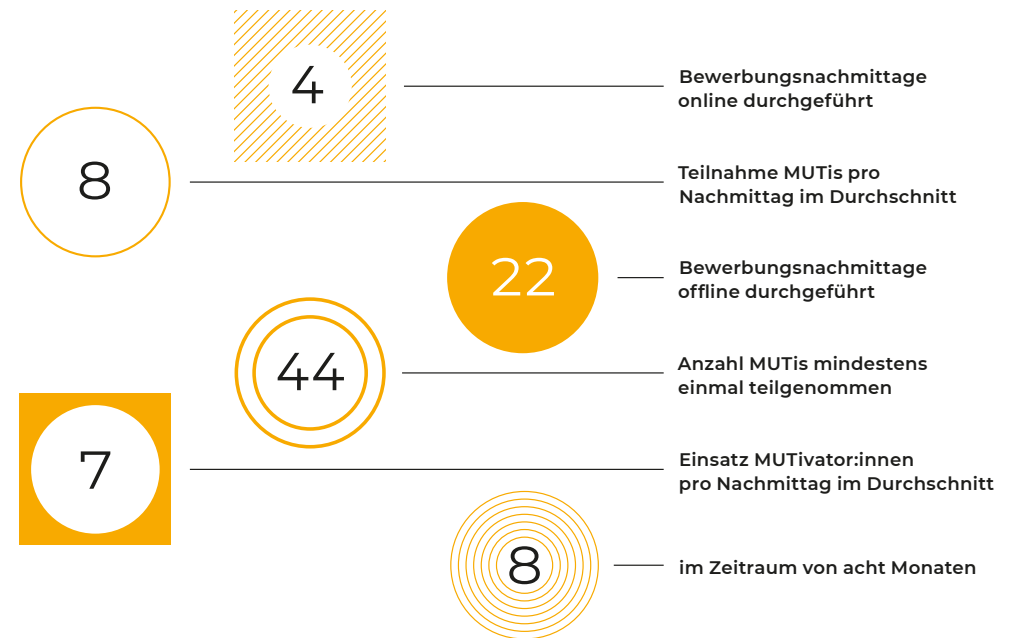 4
Bewerbungsnachmittage
online durchgeführt
8
Teilnahme MUTis pro
Nachmittag im Durchschnitt
22
Bewerbungsnachmittage
offline durchgeführt
44
Anzahl MUTis mindestens
einmal teilgenommen
7
Einsatz MUTivator:innen
pro Nachmittag im Durchschnitt
8
im Zeitraum von acht Monaten